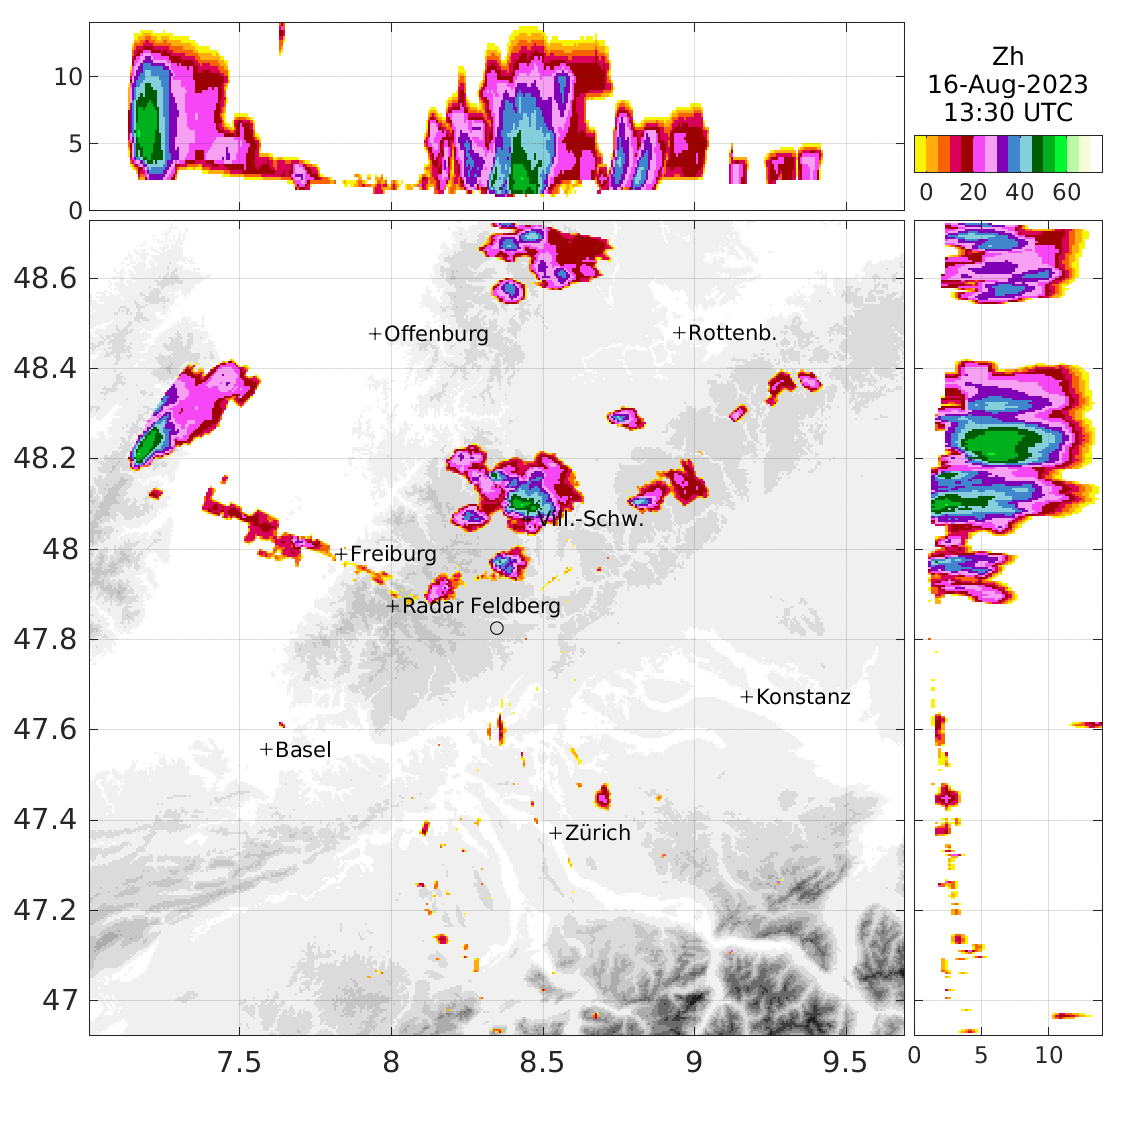 10
5
0
Zh
16-Aug-2023
13:30 UTC
0 20 40 60
48.6
48.4
48.2
48
47.8
47.6
47.4
47.2
47
+Offenburg
+Rottenb.
Vill.-Schw.
+Freiburg
+Radar Feldberg
+Konstanz
+Basel
+Zürich
7.5 8 8.5 9 9.5
0 5 10